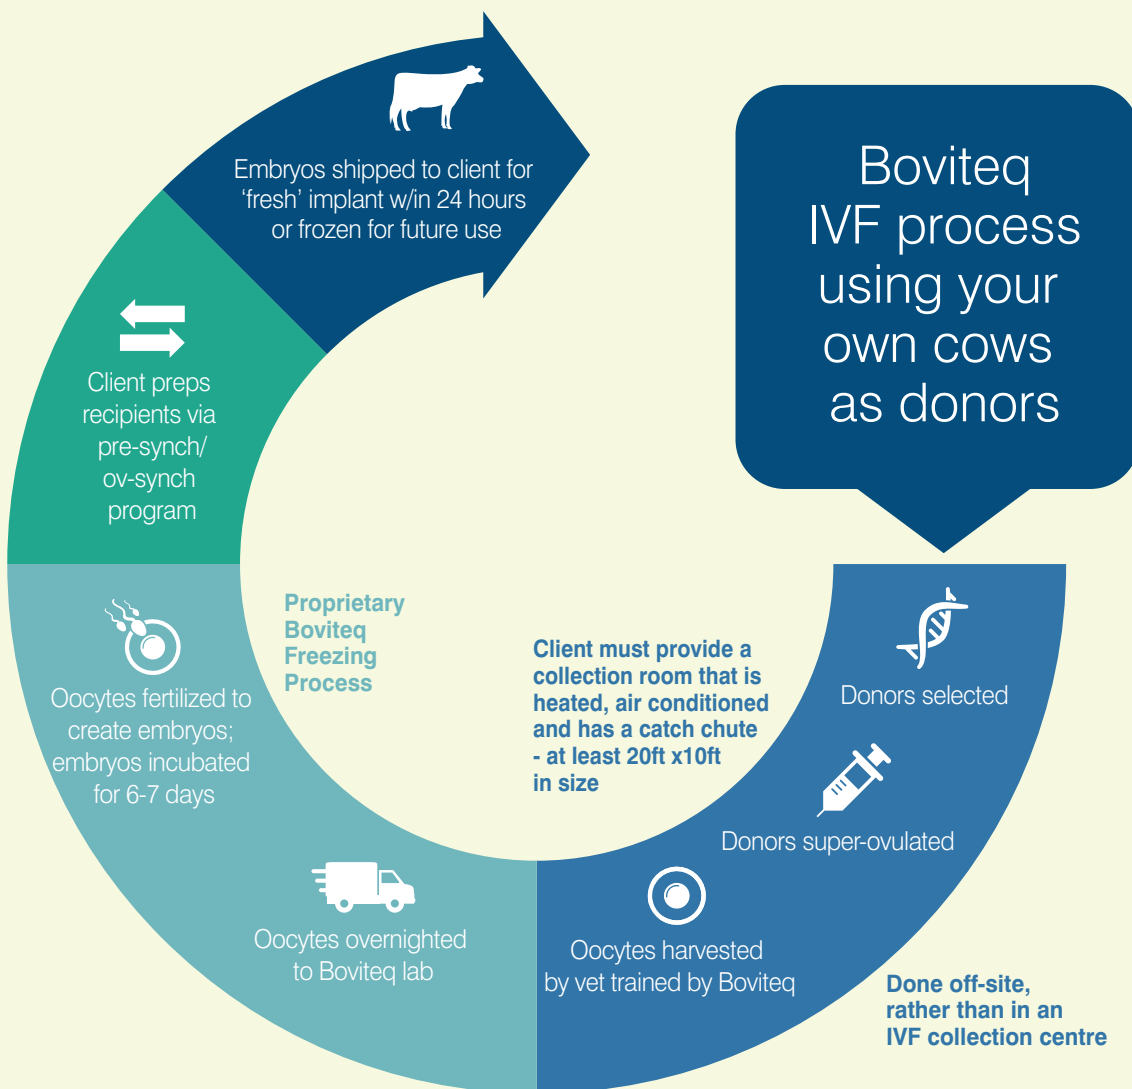 Boviteq
IVF process
using your
own cows
as donors
Donors selected
Donors super-ovulated
Oocytes harvested
by vet trained by Boviteq
Done off-site,
rather than in an
IVF collection centre
Client must provide a
collection room that is
heated, air conditioned
and has a catch chute
- at least 20ft x10ft
in size
Oocytes overnighted
to Boviteq lab
Oocytes fertilized to
create embryos;
embryos incubated
for 6-7 days
Proprietary
Boviteq
Freezing
Process
Client preps
recipients via
pre-synch/
ov-synch
program
Embryos shipped to client for
‘fresh’ implant w/in 24 hours
or frozen for future use